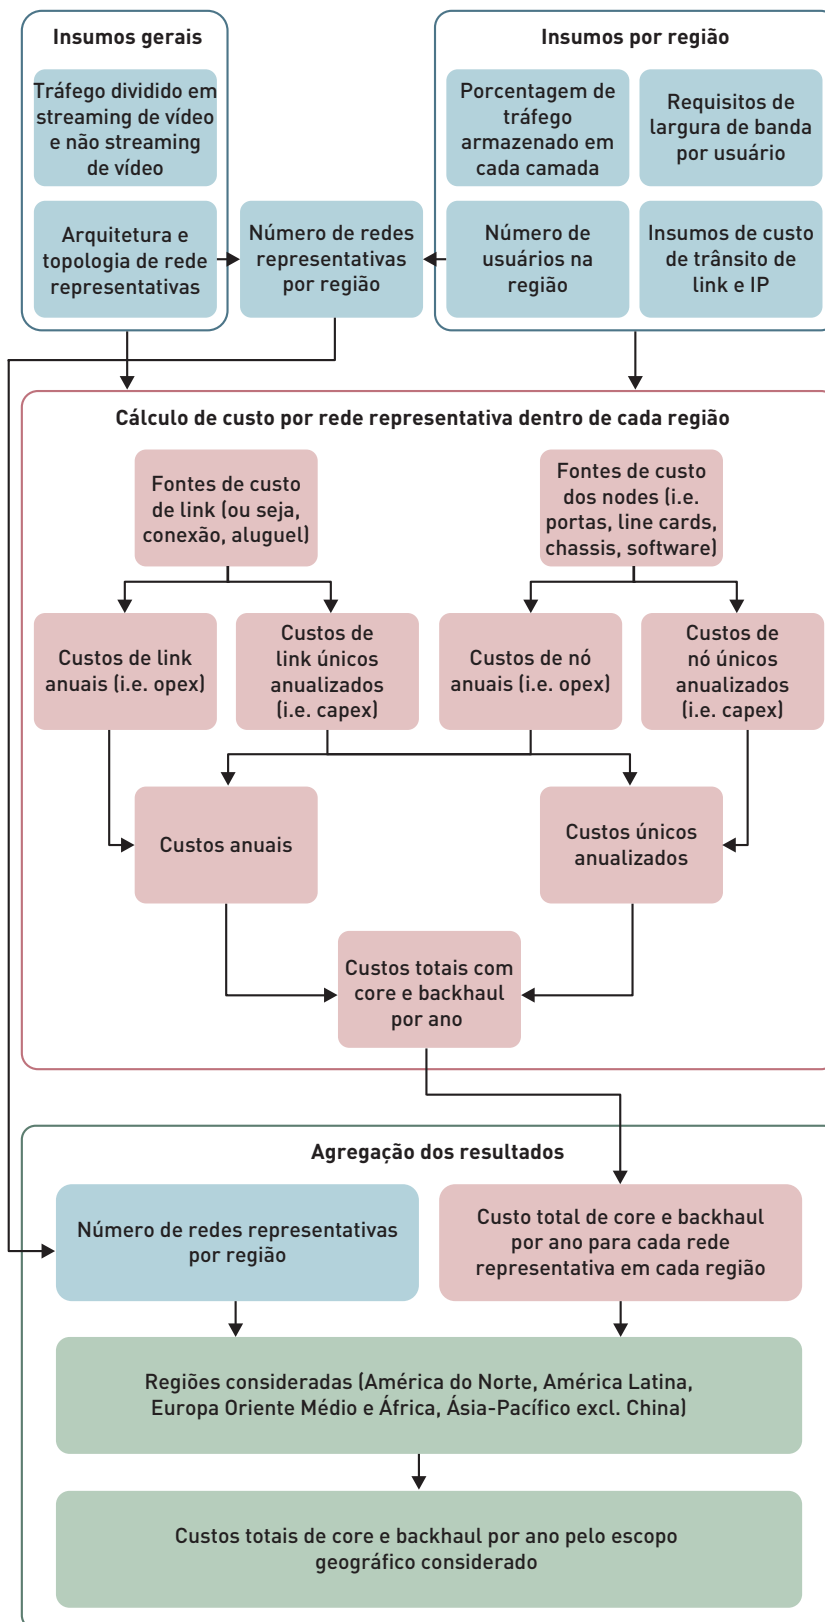 Insumos gerais
Tráfego dividido em
streaming de vídeo
e não streaming
de vídeo
Arquitetura e
topologia de rede
representativas
Número de redes
representativas
por região
Insumos por região
Porcentagem de
tráfego
armazenado em
cada camada
Requisitos de
largura de banda
por usuário
Número de
usuários na
região
Insumos de custo
de trânsito de
link e IP
Cálculo de custo por rede representativa dentro de cada região
Fontes de custo
de link (ou seja,
conexão, aluguel)
Fontes de custo
dos nodes (i.e.
portas, line cards,
chassis, software)
Custos de link
anuais (i.e. opex)
Custos de
link únicos
anualizados
(i.e. capex)
Custos de nó
anuais (i.e. opex)
Custos de
nó únicos
anualizados
(i.e. capex)
Custos anuais
Custos únicos
anualizados
Custos totais com
core e backhaul
por ano
Agregação dos resultados
Número de redes representativas
por região
Custo total de core e backhaul
por ano para cada rede
representativa em cada região
Regiões consideradas (América do Norte, América Latina,
Europa Oriente Médio e África, Ásia-Pacífico excl. China)
Custos totais de core e backhaul por ano pelo escopo
geográfico considerado